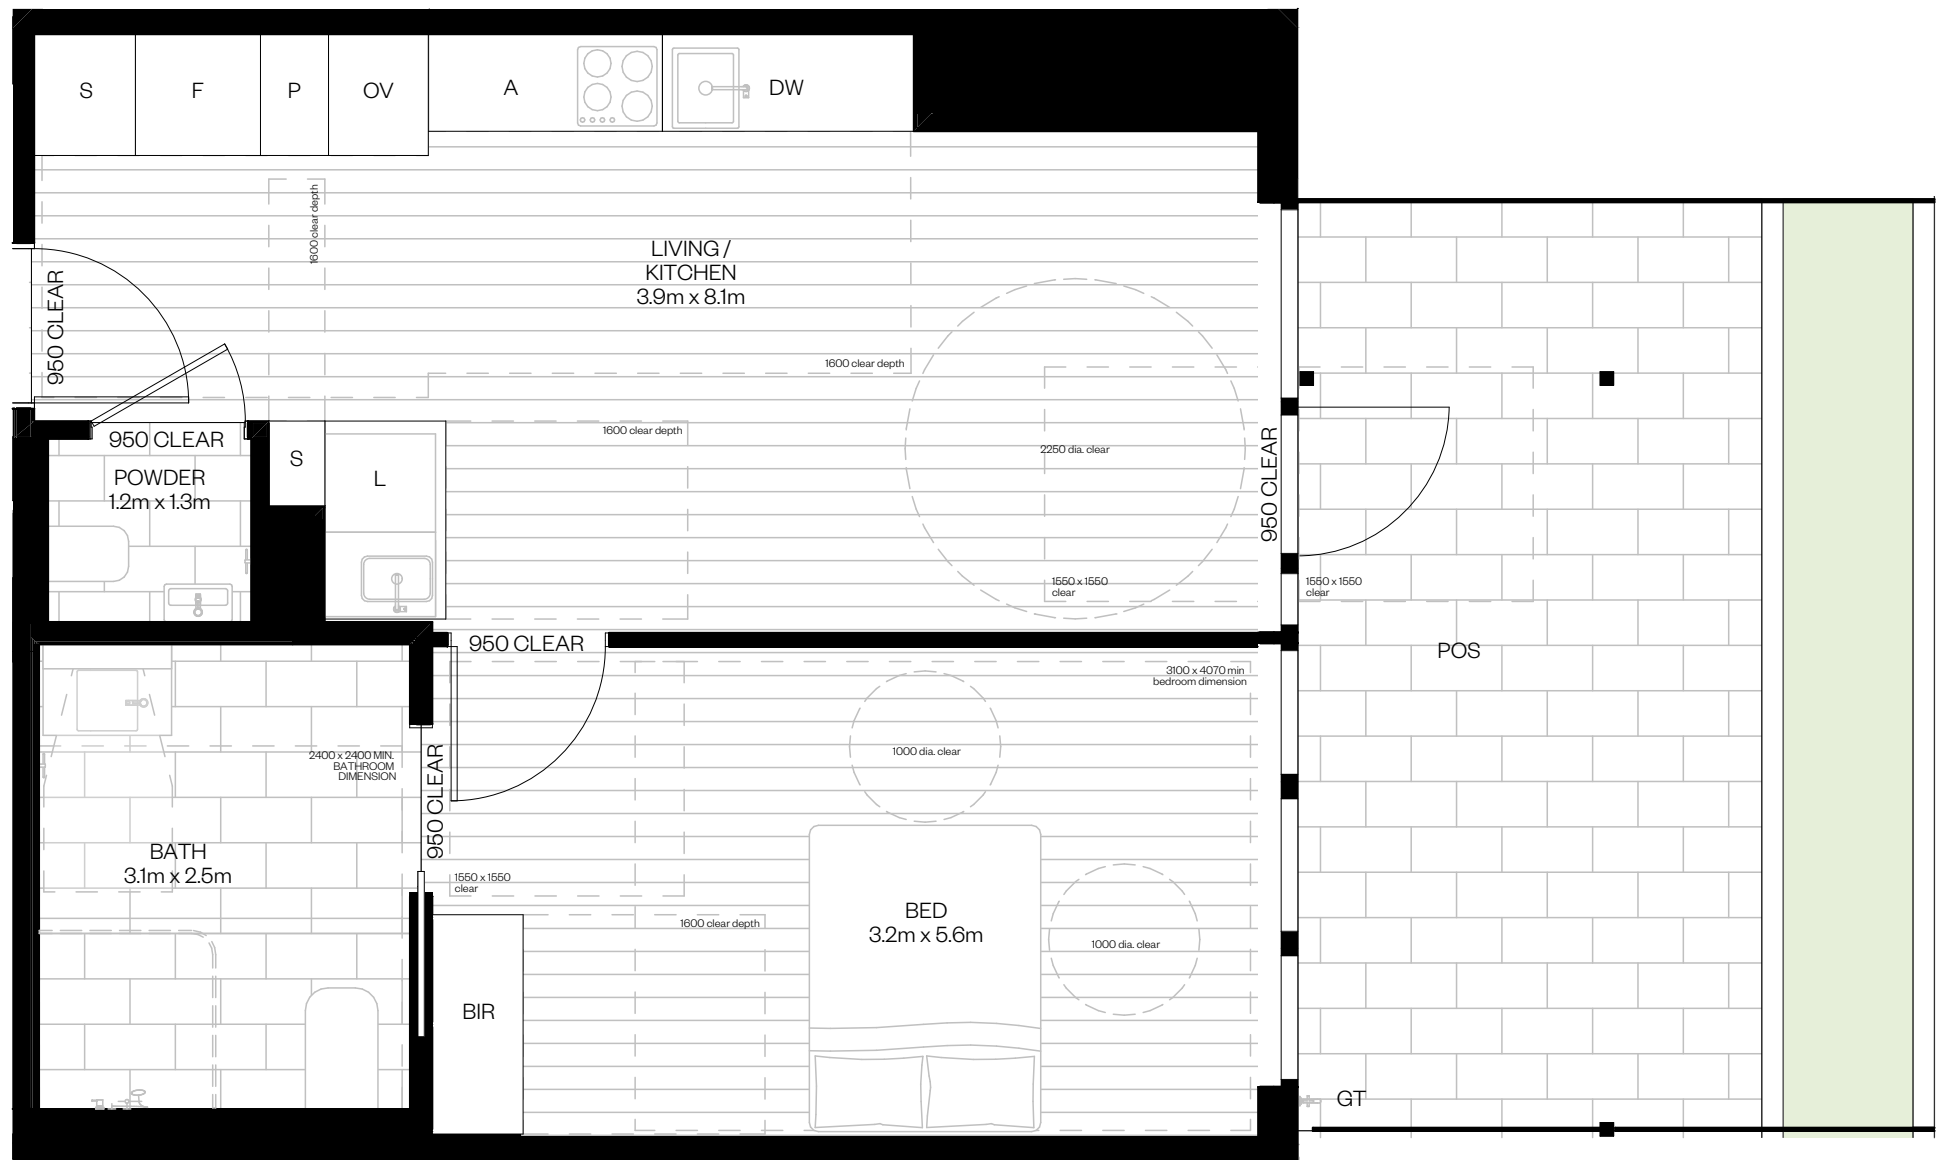 S
F
P
OV
A
DW
1600 clear depth
LIVING /
KITCHEN
3.9m x 8.1m
950 CLEAR
1600 clear depth
950 CLEAR
POWDER
1.2m x 1.3m
S
L
1600 clear depth
2250 dia. clear
950 CLEAR
1550 x 1550
clear
1550 x 1550
clear
950 CLEAR
POS
3100 x 4070 min
bedroom dimension
2400 x 2400 MIN.
BATHROOM
DIMENSION
950 CLEAR
1000 dia. clear
BATH
3.1m x 2.5m
1550 x 1550
clear
1600 clear depth
BED
3.2m x 5.6m
1000 dia. clear
BIR
GT